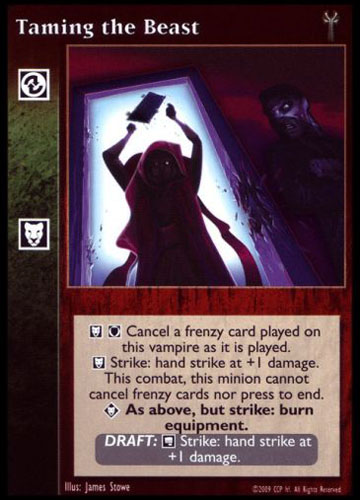 Taming the Beast
Cancel a frenzy card played on
this vampire as it is played.
Strike: hand strike at +1 damage.
This combat, this minion cannot
cancel frenzy cards nor press to end.
As above, but strike: burn
equipment.
DRAFT: Strike: hand strike at
+1 damage.
Illus: James Stowe
©2009 CCP hf. All Rights Reserved.